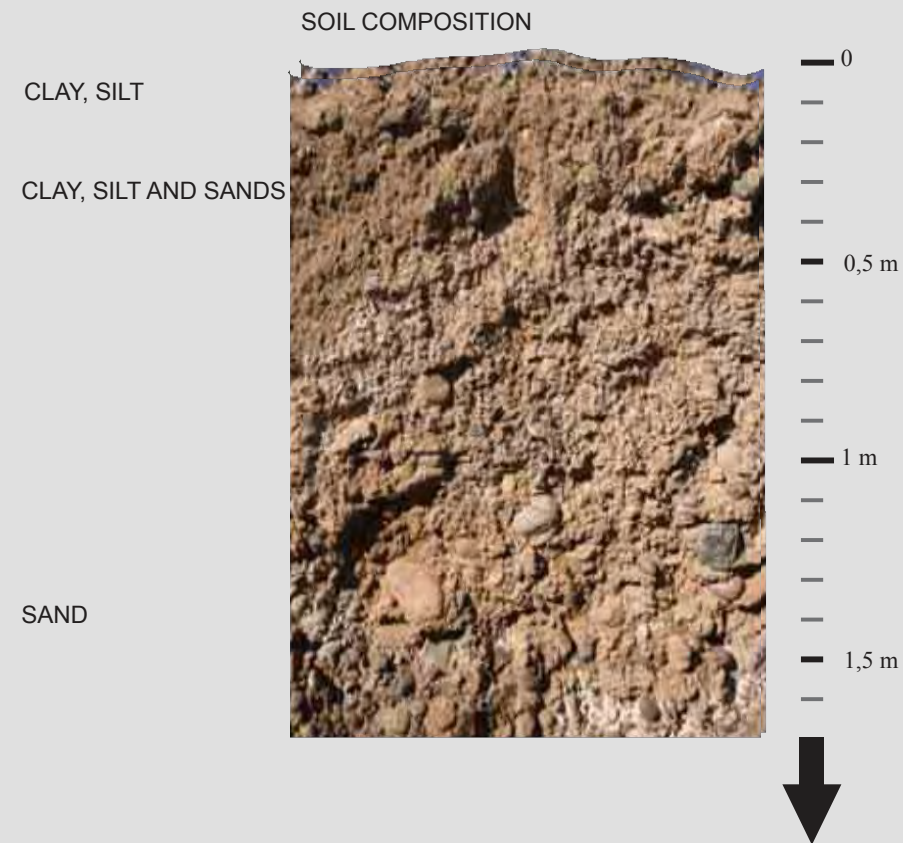 SOIL COMPOSITION
0
CLAY, SILT
CLAY, SILT AND SANDS
0,5 m
1 m
SAND
1,5 m